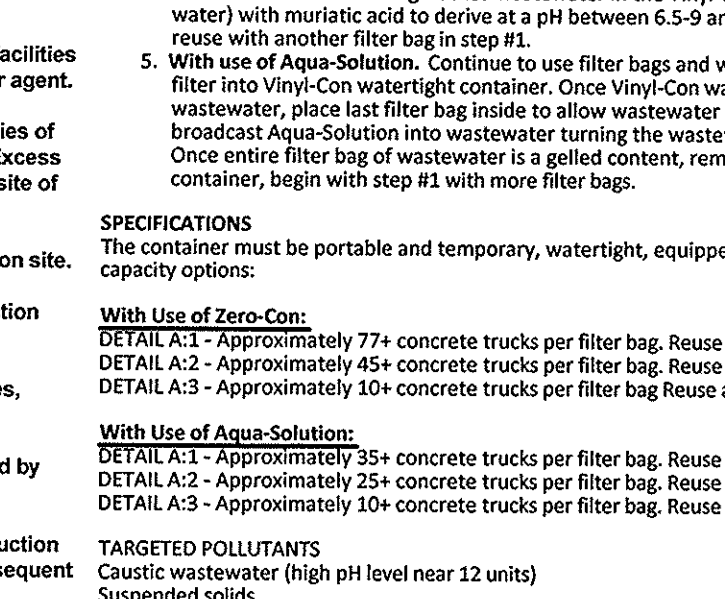 acilities
r agent.
ies of
Excess
site of
on site.
tion
es,
d by
uction
sequent
water) with muriatic acid to derive at a pH between 6.5-9 an
reuse with another filter bag in step #1.
5. With use of Aqua-Solution. Continue to use filter bags and w
filter into Vinyl-Con watertight container. Once Vinyl-Con wa
wastewater, place last filter bag inside to allow wastewater
broadcast Aqua-Solution into wastewater turning the waste
Once entire filter bag of wastewater is a gelled content, rem
container, begin with step #1 with more filter bags.
SPECIFICATIONS
The container must be portable and temporary, watertight, equippe
capacity options:
With Use of Zero-Con:
DETAIL A:1 - Approximately 77+ concrete trucks per filter bag. Reuse
DETAIL A:2 - Approximately 45+ concrete trucks per filter bag. Reuse
DETAIL A:3 - Approximately 10+ concrete trucks per filter bag Reuse a
With Use of Aqua-Solution:
DETAIL A:1 - Approximately 35+ concrete trucks per filter bag. Reuse
DETAIL A:2 - Approximately 25+ concrete trucks per filter bag. Reuse
DETAIL A:3 - Approximately 10+ concrete trucks per filter bag. Reuse
TARGETED POLLUTANTS
Caustic wastewater (high pH level near 12 units)
Suspended solids